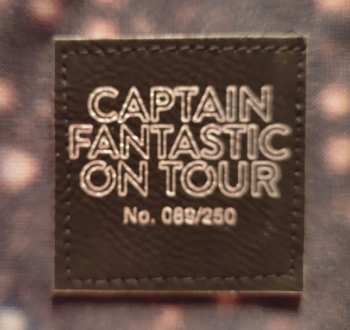 CAPTAIN
FANTASTIC
ON TOUR
No. 089/250